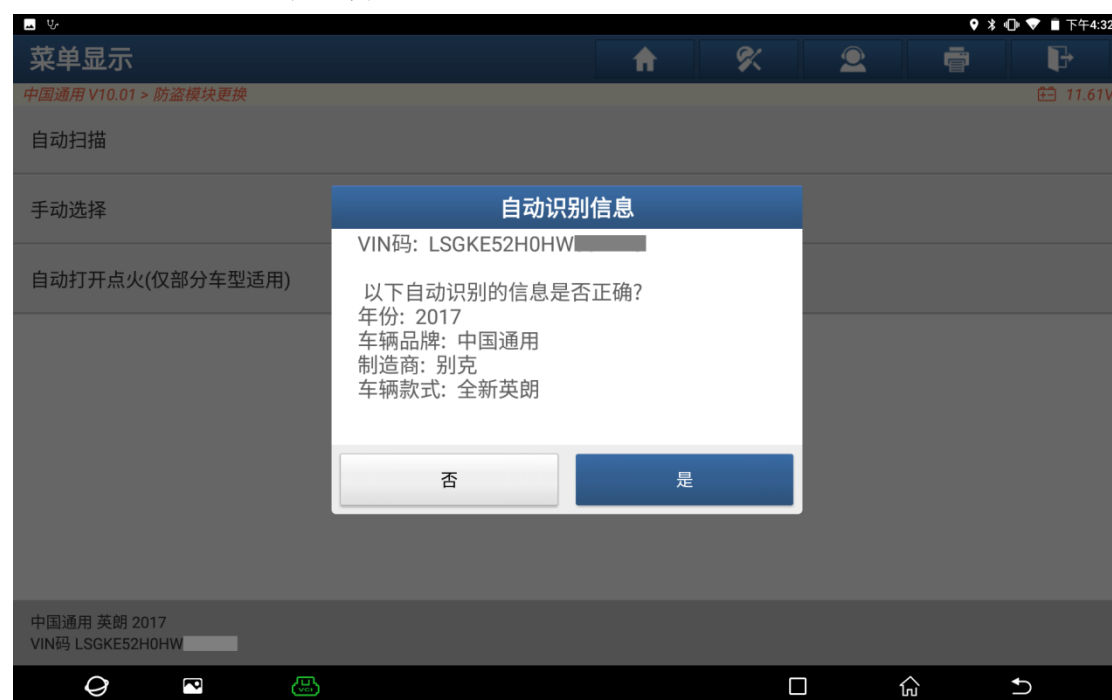 下午4:32
菜单显示
中国通用 V10.01 > 防盗模块更换
11.61V
自动扫描
手动选择
自动打开点火(仅部分车型适用)
自动识别信息
VIN码: LSGKE52H0HW
以下自动识别的信息是否正确?
年份: 2017
车辆品牌: 中国通用
制造商: 别克
车辆款式: 全新英朗
否
是
中国通用 英朗 2017
VIN码 LSGKE52H0HW
VCI